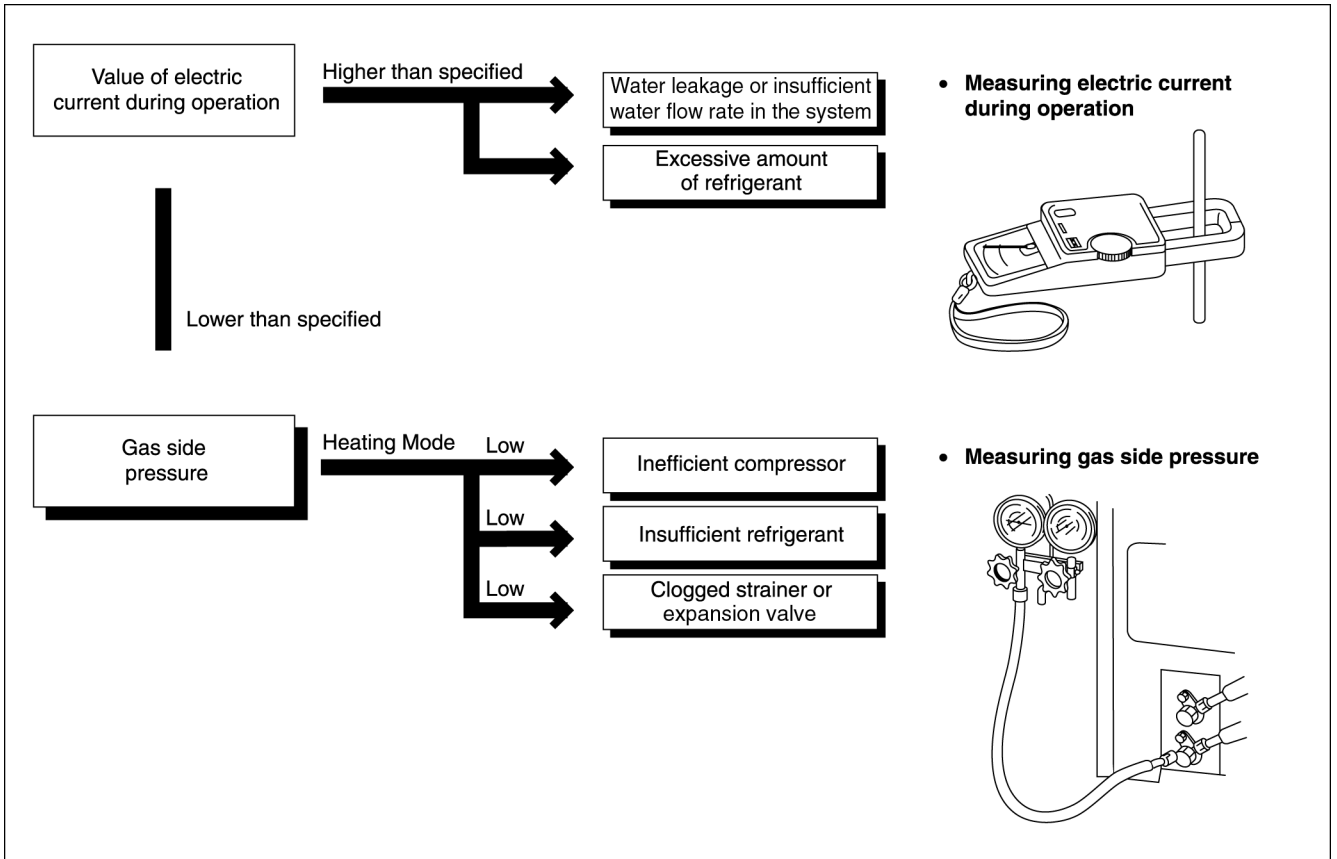 Value of electric
current during operation
Higher than specified
Water leakage or insufficient
water flow rate in the system
Excessive amount
of refrigerant
Lower than specified
• Measuring electric current
during operation
Gas side
pressure
Heating Mode
Low
Inefficient compressor
Low
Insufficient refrigerant
Low
Clogged strainer or
expansion valve
• Measuring gas side pressure